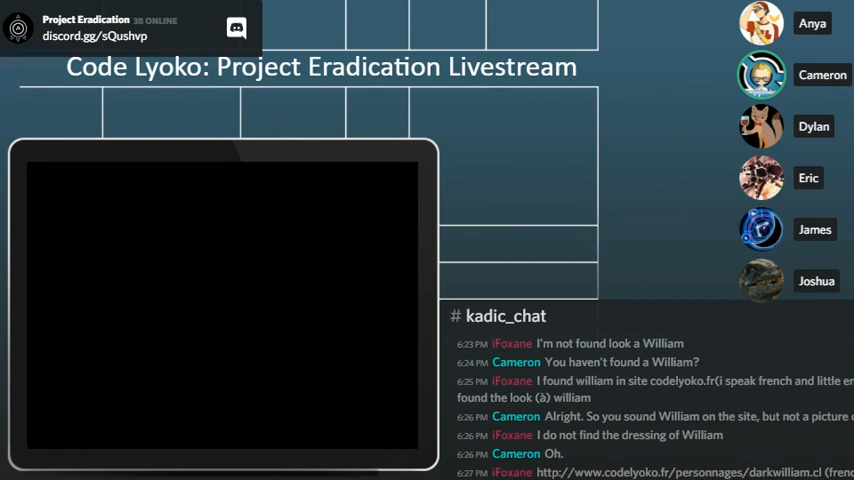 Project Eradication 38 ONLINE
discord.gg/sQushvp
Code Lyoko: Project Eradication Livestream
Anya
Cameron
Dylan
Eric
James
Joshua
# kadic_chat
6:23 PM iFoxane I'm not found look a William
6:24 PM Cameron You haven't found a William?
6:25 PM iFoxane I found william in site codelyoko.fr(i speak french and little en
found the look (à) william
6:26 PM Cameron Alright. So you sound William on the site, but not a picture o
6:26 PM iFoxane I do not find the dressing of William
6:26 PM Cameron Oh.
6:27 PM iFoxane http://www.codelyoko.fr/personnages/darkwilliam.cl (frenc